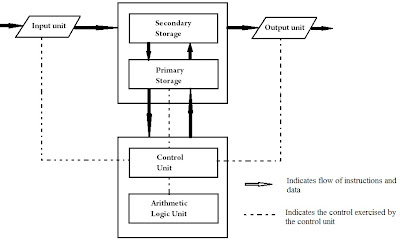 Input unit
Secondary
Storage
Output unit
Primary
Storage
Control
Unit
Arithmetic
Logic Unit
Indicates flow of instructions and
data
Indicates the control exercised by
the control unit